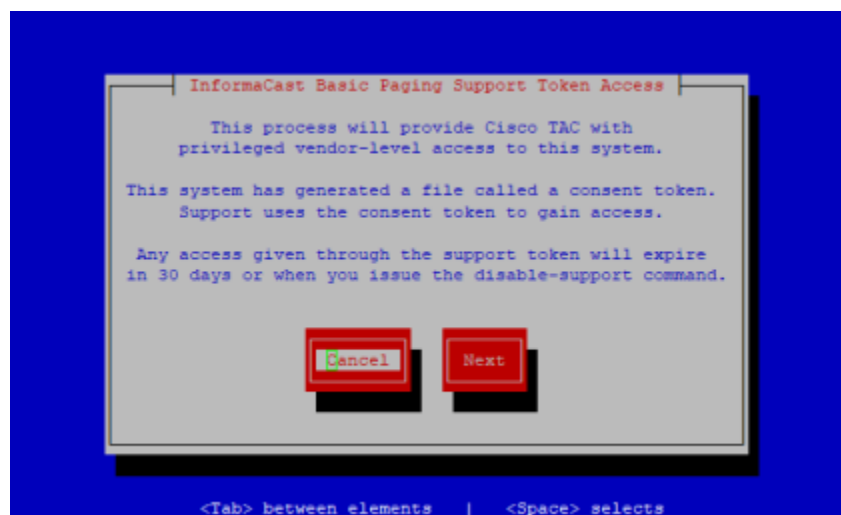 InformaCast Basic Paging Support Token Access
This process will provide Cisco TAC with
privileged vendor-level access to this system.
This system has generated a file called a consent token.
Support uses the consent token to gain access.
Any access given through the support token will expire
in 30 days or when you issue the disable-support command.
Cancel Next
<Tab> between elements | <Space> selects